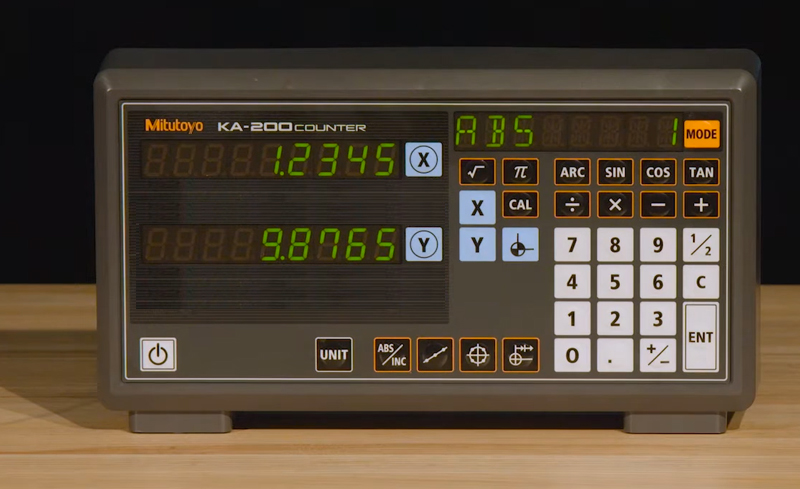 Mitutoyo KA-200 COUNTER
ABS 1 MODE
1.2345 X
√ π ARC SIN COS TAN
X CAL ÷ × − +
9.8765 Y
Y 7 8 9 1/2
4 5 6 C
1 2 3 ENT
UNIT ABS/INC 0 . +/−